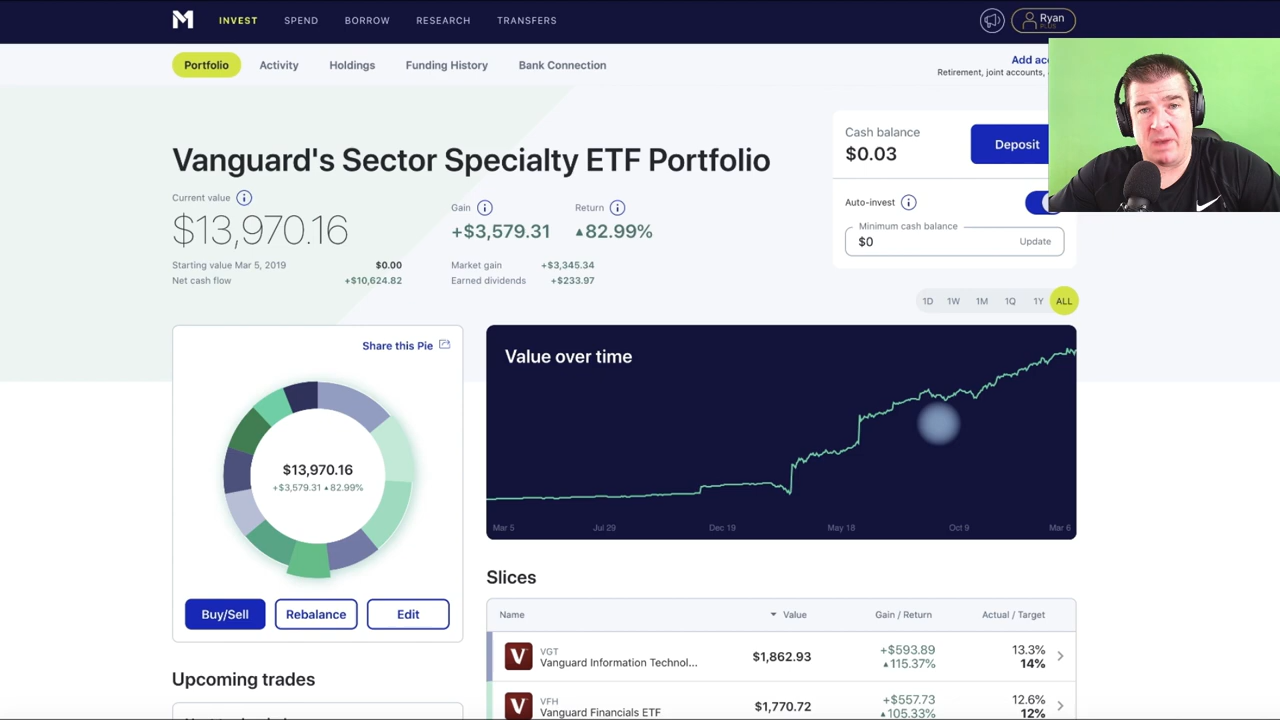 M INVEST SPEND BORROW RESEARCH TRANSFERS
Ryan
PLUS
Portfolio Activity Holdings Funding History Bank Connection
Add acc
Retirement, joint accounts,
Vanguard's Sector Specialty ETF Portfolio
Cash balance
$0.03
Deposit
Current value
$13,970.16
Gain
+$3,579.31
Return
▲82.99%
Auto-invest
Minimum cash balance
$0 Update
Starting value Mar 5, 2019 $0.00
Net cash flow +$10,624.82
Market gain +$3,345.34
Earned dividends +$233.97
1D 1W 1M 1Q 1Y ALL
Share this Pie
$13,970.16
+$3,579.31 ▲82.99%
Buy/Sell Rebalance Edit
Value over time
Mar 5 Jul 29 Dec 19 May 18 Oct 9 Mar 6
Slices
Name Value Gain / Return Actual / Target
V VGT
Vanguard Information Technol...
$1,862.93
+$593.89
▲115.37%
13.3%
14%
V VFH
Vanguard Financials ETF
$1,770.72
+$557.73
▲105.33%
12.6%
12%
Upcoming trades